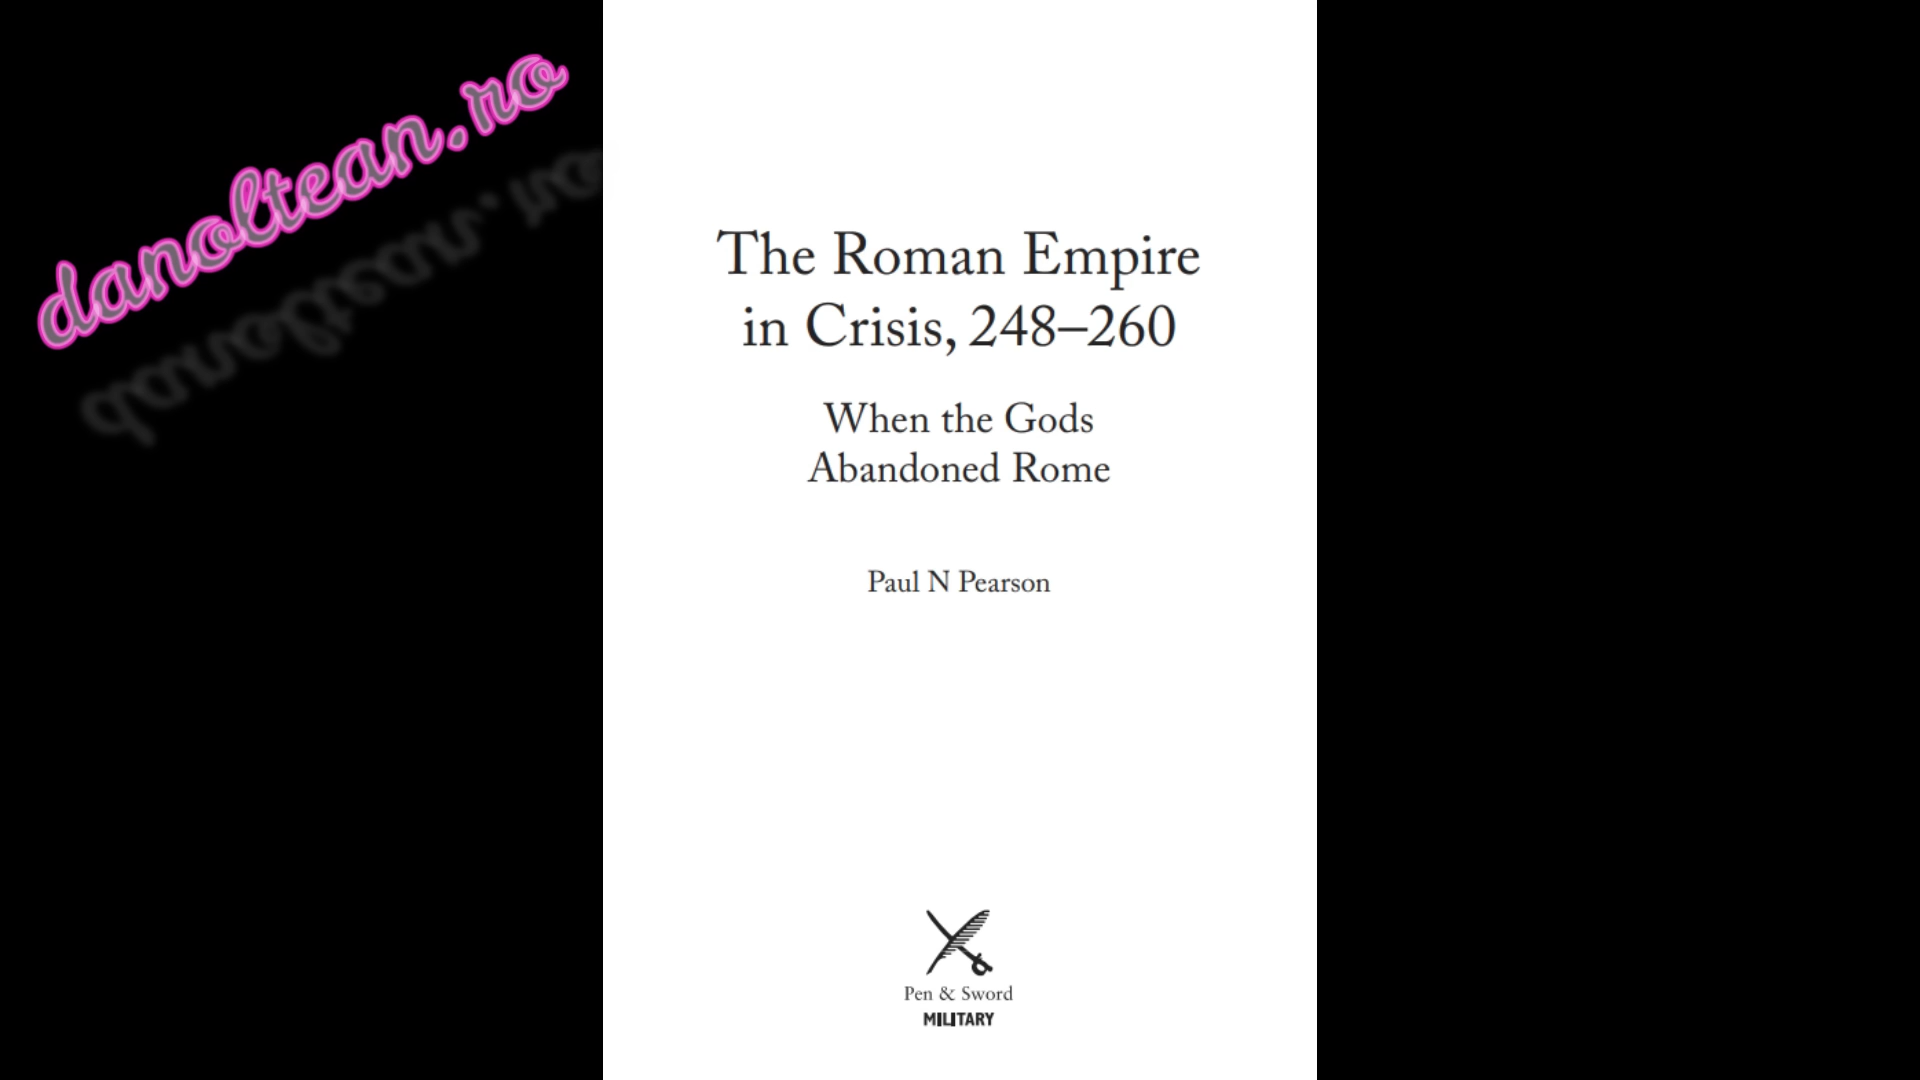 danoltean.ro
The Roman Empire
in Crisis, 248–260
When the Gods
Abandoned Rome
Paul N Pearson
Pen & Sword
MILITARY